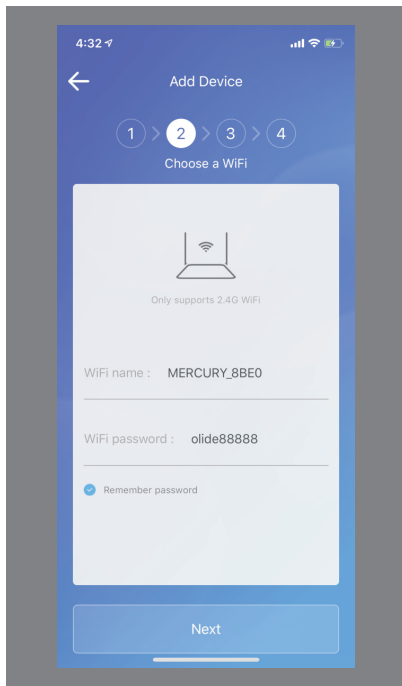 4:32
Add Device
1 > 2 > 3 > 4
Choose a WiFi
Only supports 2.4G WiFi
WiFi name : MERCURY_8BE0
WiFi password : olide88888
Remember password
Next